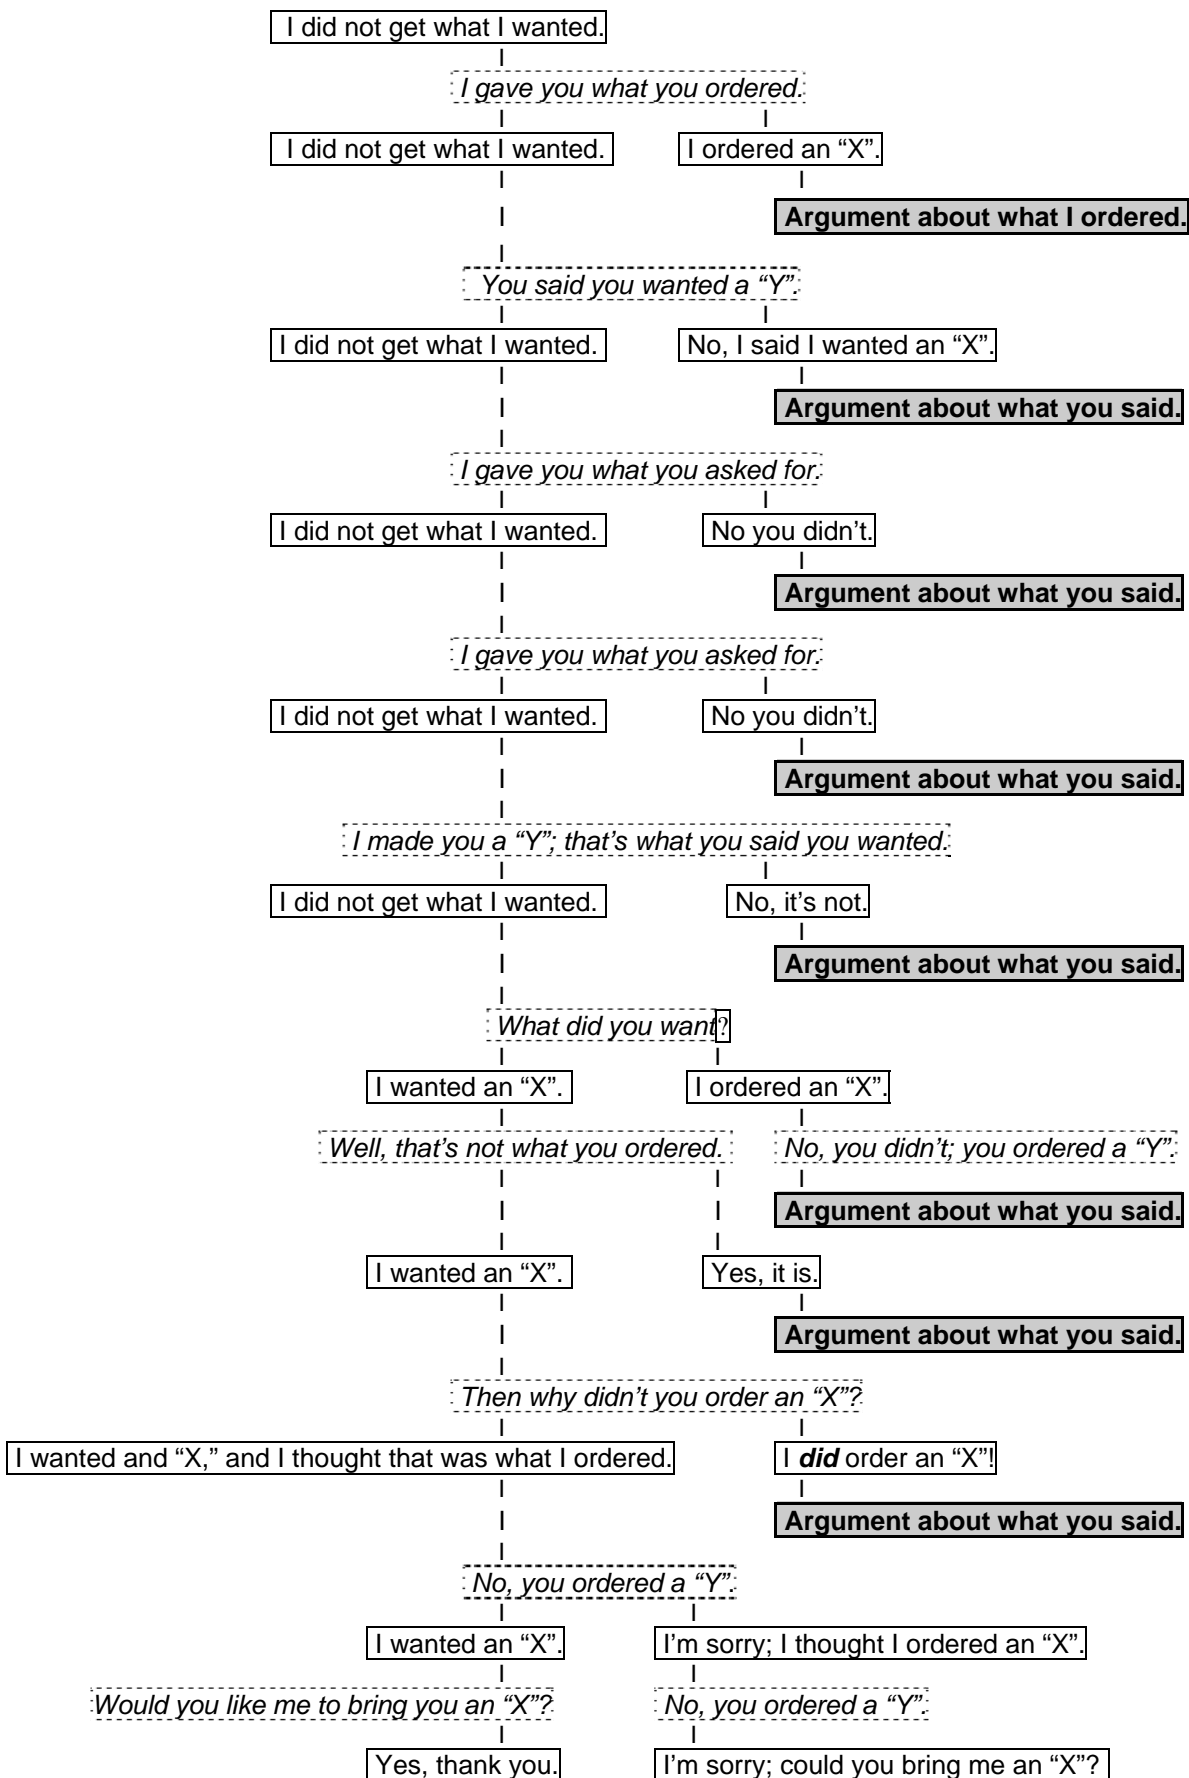 I did not get what I wanted.
I gave you what you ordered.
I did not get what I wanted. I ordered an “X”.
Argument about what I ordered.
You said you wanted a “Y”.
I did not get what I wanted. No, I said I wanted an “X”.
Argument about what you said.
I gave you what you asked for.
I did not get what I wanted. No you didn’t.
Argument about what you said.
I gave you what you asked for.
I did not get what I wanted. No you didn’t.
Argument about what you said.
I made you a “Y”; that’s what you said you wanted.
I did not get what I wanted. No, it’s not.
Argument about what you said.
What did you want?
I wanted an “X”. I ordered an “X”.
Well, that’s not what you ordered. No, you didn’t; you ordered a “Y”.
Argument about what you said.
I wanted an “X”. Yes, it is.
Argument about what you said.
Then why didn’t you order an “X”?
I wanted and “X,” and I thought that was what I ordered. I did order an “X”!
Argument about what you said.
No, you ordered a “Y”.
I wanted an “X”. I’m sorry; I thought I ordered an “X”.
Would you like me to bring you an “X”? No, you ordered a “Y”.
Yes, thank you. I’m sorry; could you bring me an “X”?